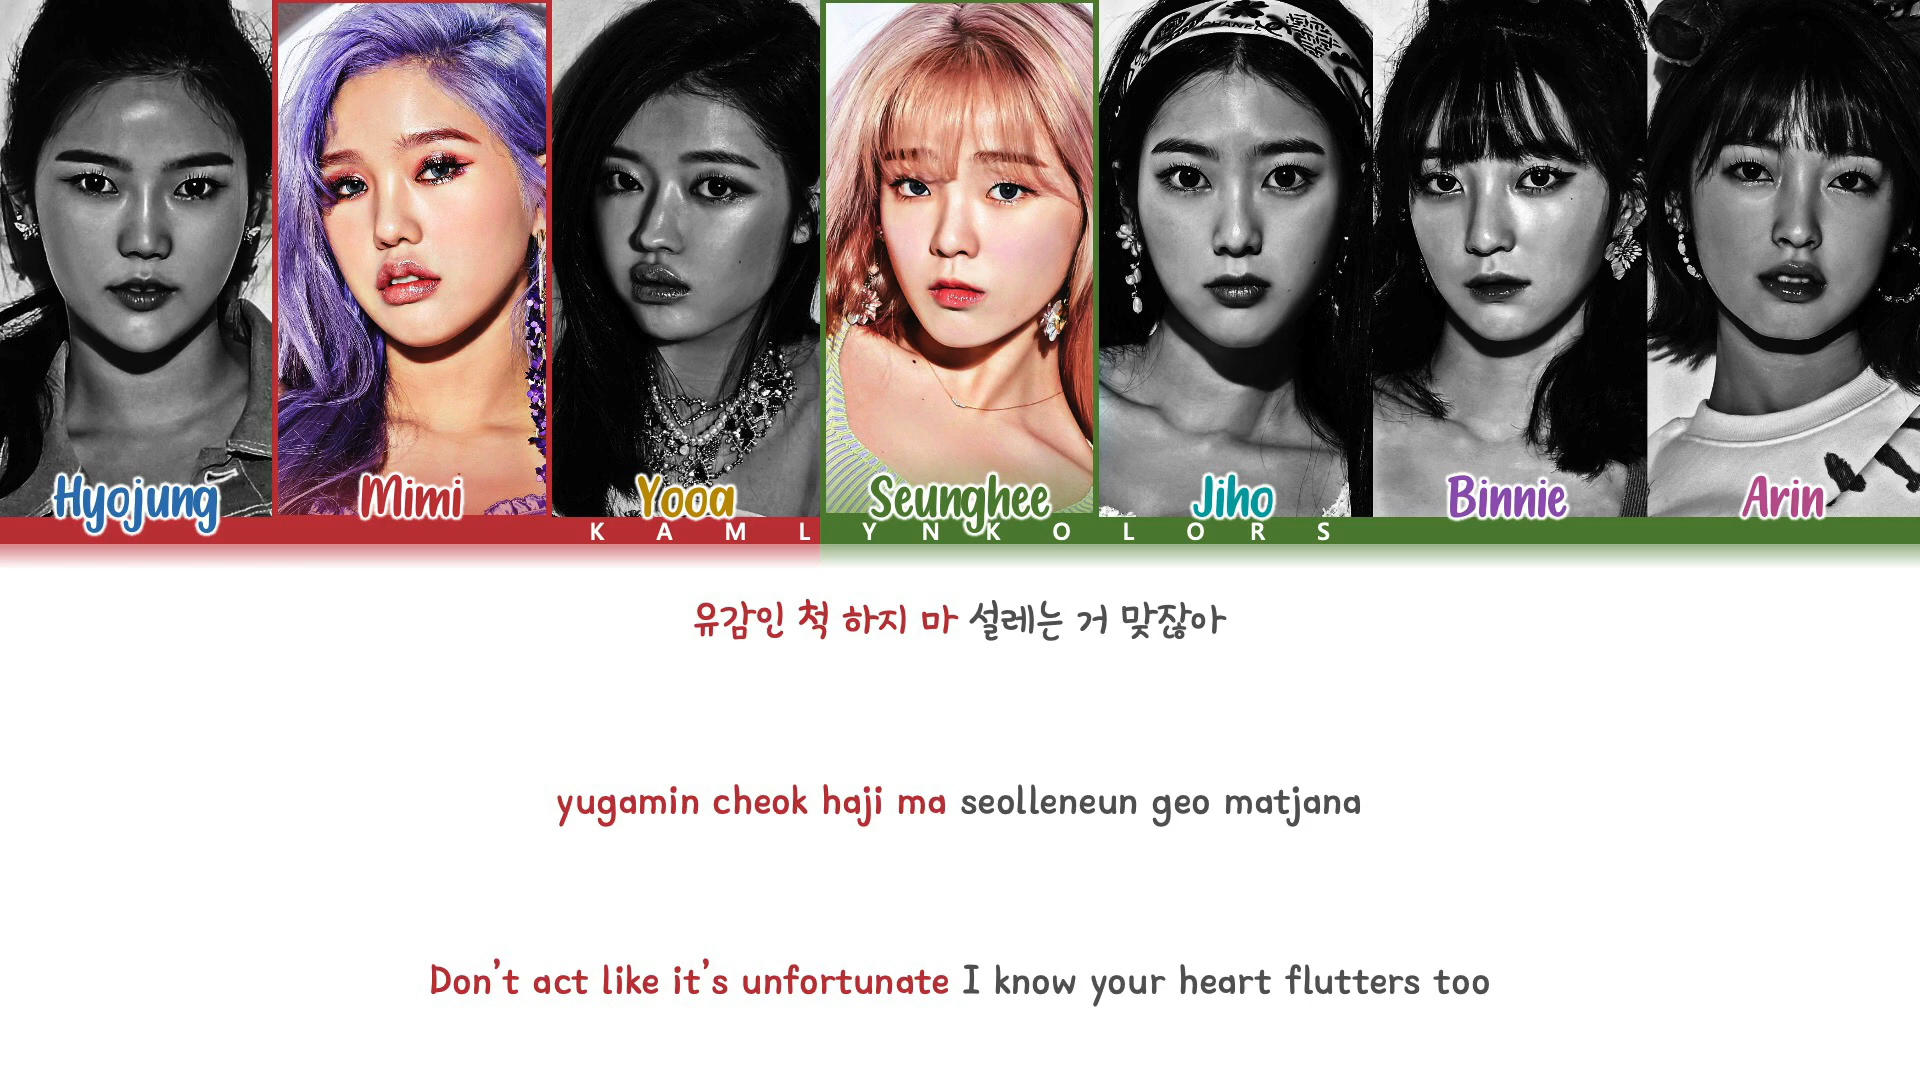 Hyojung Mimi Yooa Seunghee Jiho Binnie Arin
KAMLYNKOLORS
유감인 척 하지 마 설레는 거 맞잖아
yugamin cheok haji ma seolleneun geo matjana
Don't act like it's unfortunate I know your heart flutters too